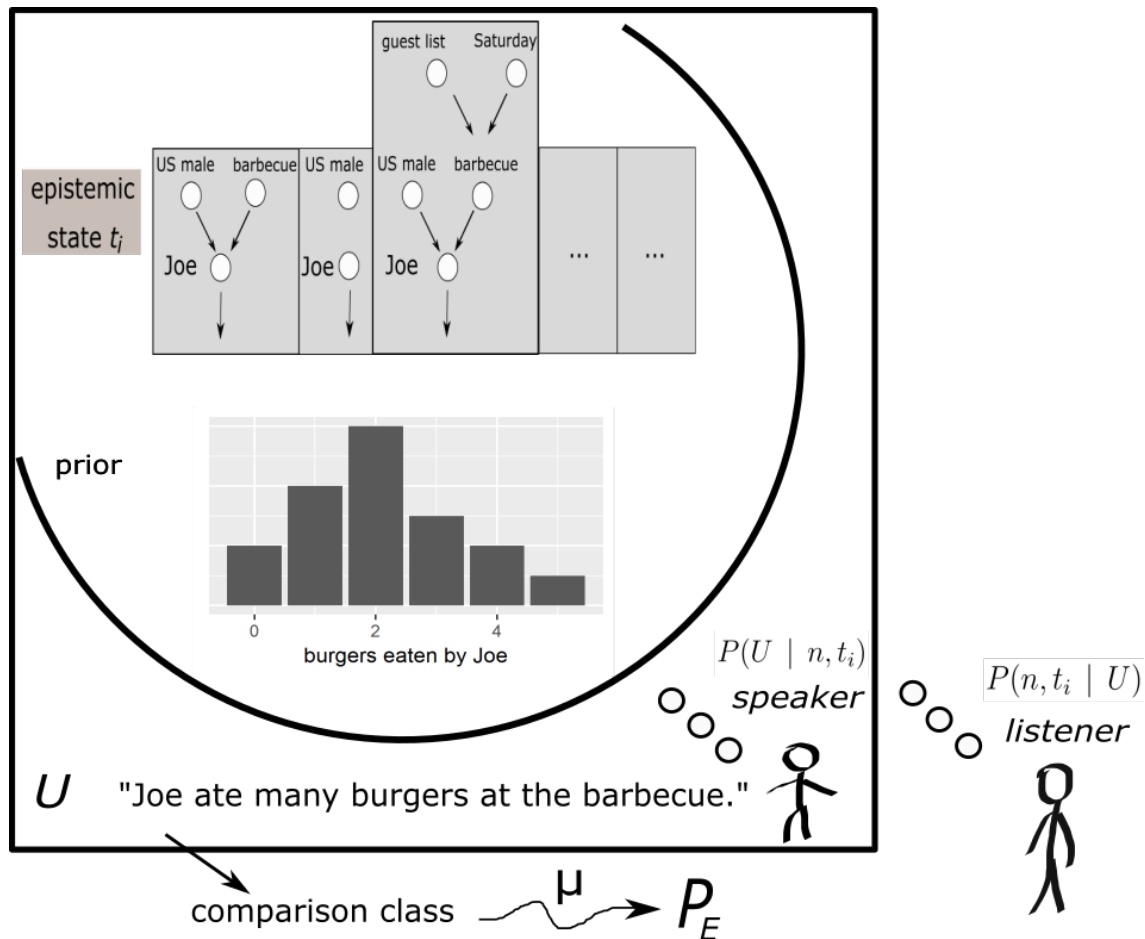 guest list Saturday
US male barbecue US male US male barbecue
epistemic
state t_i
Joe Joe Joe ... ...
prior
0 2 4
burgers eaten by Joe
P(U | n, t_i)
speaker
P(n, t_i | U)
listener
U "Joe ate many burgers at the barbecue."
comparison class μ P_E